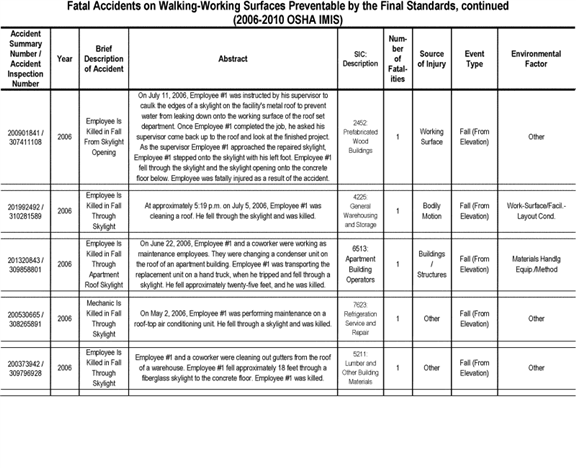 Fatal Accidents on Walking-Working Surfaces Preventable by the Final Standards, continued
(2006-2010 OSHA IMIS)
Accident
Summary
Number /
Accident
Inspection
Number
Year
Brief
Description
of Accident
Abstract
SIC:
Description
Num-
ber
of
Fatal-
ities
Source
of Injury
Event
Type
Environmental
Factor
200901841 /
307411108
2006
Employee Is
Killed in Fall
From Skylight
Opening
On July 11, 2006, Employee #1 was instructed by his supervisor to
caulk the edges of a skylight on the facility's metal roof to prevent
water from leaking down onto the working surface of the roof set
department. Once Employee #1 completed the job, he asked his
supervisor come back up to the roof and look at the finished project.
As the supervisor Employee #1 approached the repaired skylight,
Employee #1 stepped onto the skylight with his left foot. Employee #1
fell through the skylight and the skylight opening onto the concrete
floor below. Employee was fatally injured as a result of the accident.
2452:
Prefabricated
Wood
Buildings
1
Working
Surface
Fall (From
Elevation)
Other
201992492 /
310281589
2006
Employee Is
Killed in Fall
Through
Skylight
At approximately 5:19 p.m. on July 5, 2006, Employee #1 was
cleaning a roof. He fell through the skylight and was killed.
4225:
General
Warehousing
and Storage
1
Bodily
Motion
Fall (From
Elevation)
Work-Surface/Facil.-
Layout Cond.
201320843 /
309858801
2006
Employee Is
Killed in Fall
Through
Apartment
Roof Skylight
On June 22, 2006, Employee #1 and a coworker were working as
maintenance employees. They were changing a condenser unit on
the roof of an apartment building. Employee #1 was transporting the
replacement unit on a hand truck, when he tripped and fell through a
skylight. He fell approximately twenty-five feet, and he was killed.
6513:
Apartment
Building
Operators
1
Buildings
/
Structures
Fall (From
Elevation)
Materials Handlg
Equip./Method
200530665 /
308265891
2006
Mechanic Is
Killed in Fall
Through
Skylight
On May 2, 2006, Employee #1 was performing maintenance on a
roof-top air conditioning unit. He fell through a skylight and was killed.
7623:
Refrigeration
Service and
Repair
1
Other
Fall (From
Elevation)
Other
200373942 /
309796928
2006
Employee Is
Killed in Fall
Through
Skylight
Employee #1 and a coworker were cleaning out gutters from the roof
of a warehouse. Employee #1 fell approximately 18 feet through a
fiberglass skylight to the concrete floor. Employee #1 was killed.
5211:
Lumber and
Other Building
Materials
1
Other
Fall (From
Elevation)
Other